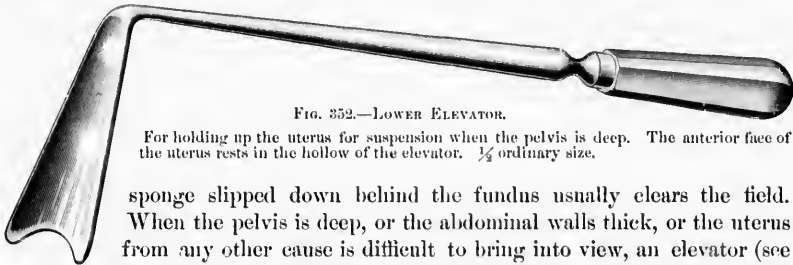 FIG. 352.—LOWER ELEVATOR.
For holding up the uterus for suspension when the pelvis is deep. The anterior face of
the uterus rests in the hollow of the elevator. ½ ordinary size.
sponge slipped down behind the fundus usually clears the field.
When the pelvis is deep, or the abdominal walls thick, or the uterus
from any other cause is difficult to bring into view, an elevator (see